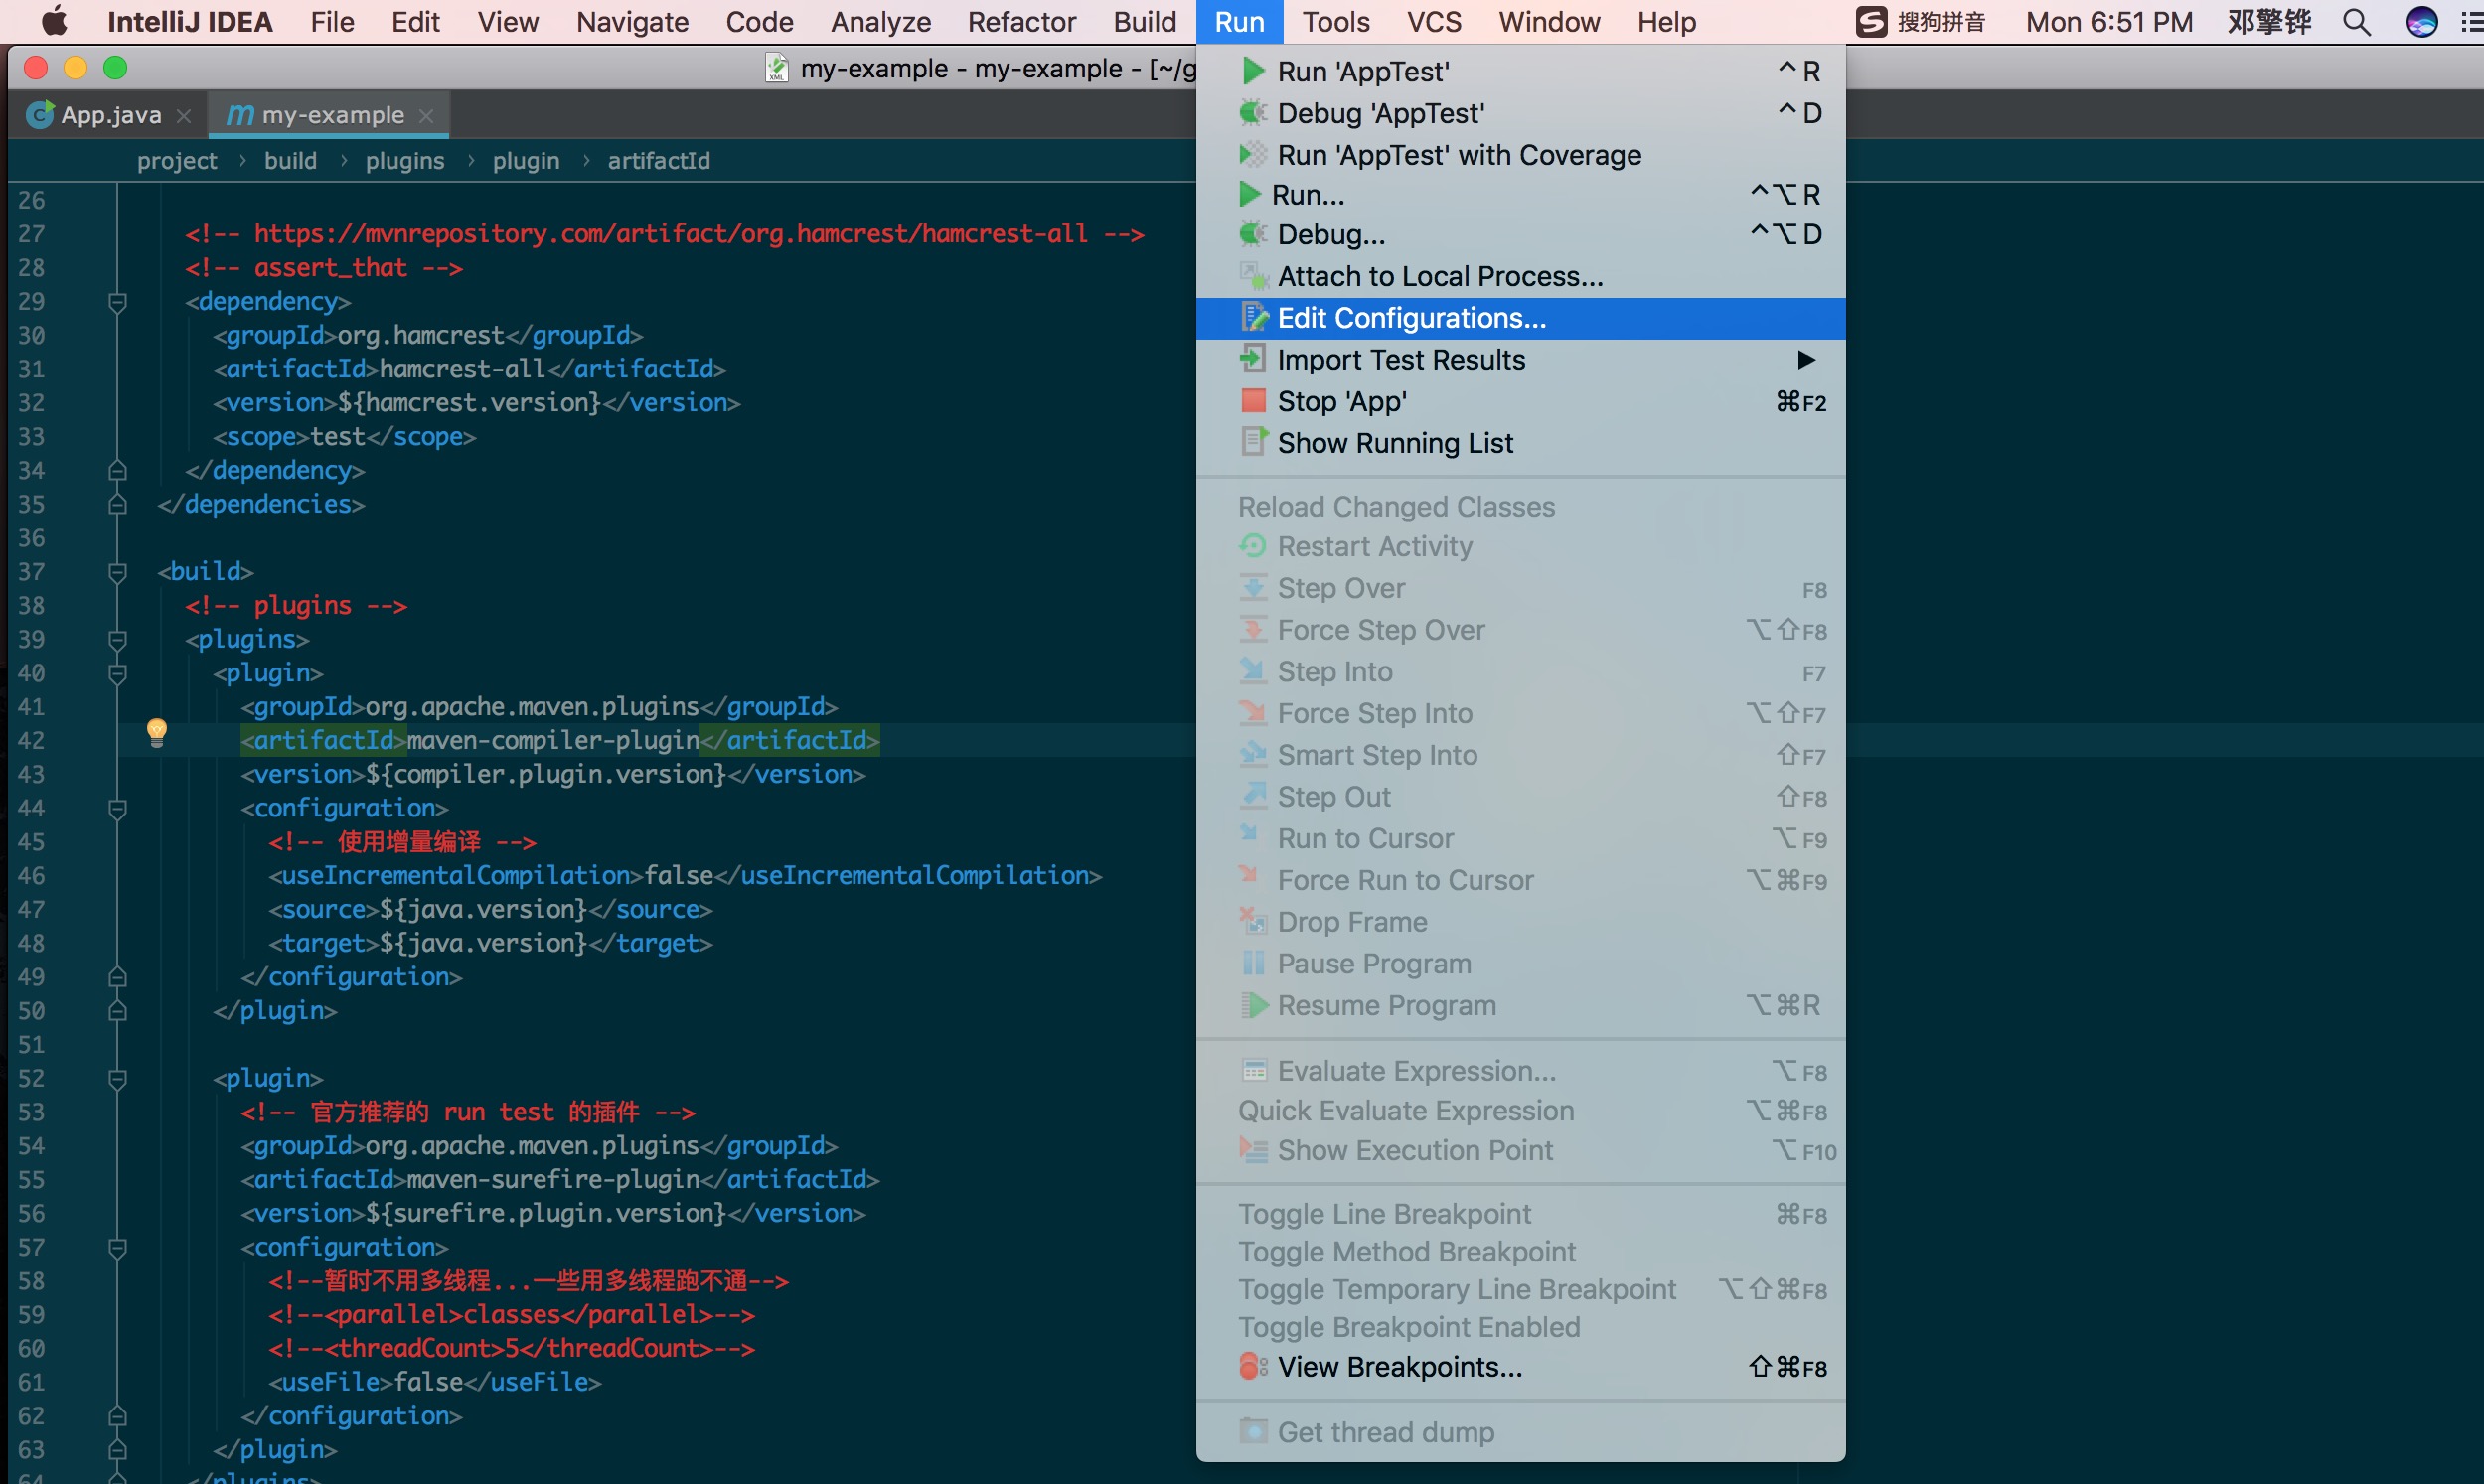 IntelliJ IDEA File Edit View Navigate Code Analyze Refactor Build Run Tools VCS Window Help 搜狗拼音 Mon 6:51 PM 邓擎铧
my-example - my-example - [~/g
App.java my-example
project › build › plugins › plugin › artifactId
26
27 <!-- https://mvnrepository.com/artifact/org.hamcrest/hamcrest-all -->
28 <!-- assert_that -->
29 <dependency>
30 <groupId>org.hamcrest</groupId>
31 <artifactId>hamcrest-all</artifactId>
32 <version>${hamcrest.version}</version>
33 <scope>test</scope>
34 </dependency>
35 </dependencies>
36
37 <build>
38 <!-- plugins -->
39 <plugins>
40 <plugin>
41 <groupId>org.apache.maven.plugins</groupId>
42 <artifactId>maven-compiler-plugin</artifactId>
43 <version>${compiler.plugin.version}</version>
44 <configuration>
45 <!-- 使用增量编译 -->
46 <useIncrementalCompilation>false</useIncrementalCompilation>
47 <source>${java.version}</source>
48 <target>${java.version}</target>
49 </configuration>
50 </plugin>
51
52 <plugin>
53 <!-- 官方推荐的 run test 的插件 -->
54 <groupId>org.apache.maven.plugins</groupId>
55 <artifactId>maven-surefire-plugin</artifactId>
56 <version>${surefire.plugin.version}</version>
57 <configuration>
58 <!--暂时不用多线程...一些用多线程跑不通-->
59 <!--<parallel>classes</parallel>-->
60 <!--<threadCount>5</threadCount>-->
61 <useFile>false</useFile>
62 </configuration>
63 </plugin>
64 </plugins>
Run 'AppTest' ^R
Debug 'AppTest' ^D
Run 'AppTest' with Coverage
Run... ^⌥R
Debug... ^⌥D
Attach to Local Process...
Edit Configurations...
Import Test Results ▶
Stop 'App' ⌘F2
Show Running List
Reload Changed Classes
Restart Activity
Step Over F8
Force Step Over ⌥⇧F8
Step Into F7
Force Step Into ⌥⇧F7
Smart Step Into ⇧F7
Step Out ⇧F8
Run to Cursor ⌥F9
Force Run to Cursor ⌥⌘F9
Drop Frame
Pause Program
Resume Program ⌥⌘R
Evaluate Expression... ⌥F8
Quick Evaluate Expression ⌥⌘F8
Show Execution Point ⌥F10
Toggle Line Breakpoint ⌘F8
Toggle Method Breakpoint
Toggle Temporary Line Breakpoint ⌥⇧⌘F8
Toggle Breakpoint Enabled
View Breakpoints... ⇧⌘F8
Get thread dump